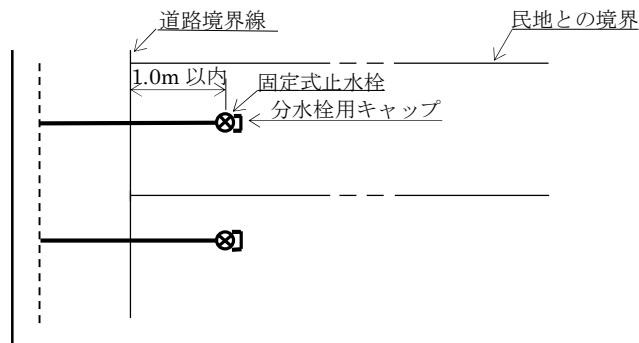 道路境界線
民地との境界
1.0m 以内
固定式止水栓
分水栓用キャップ